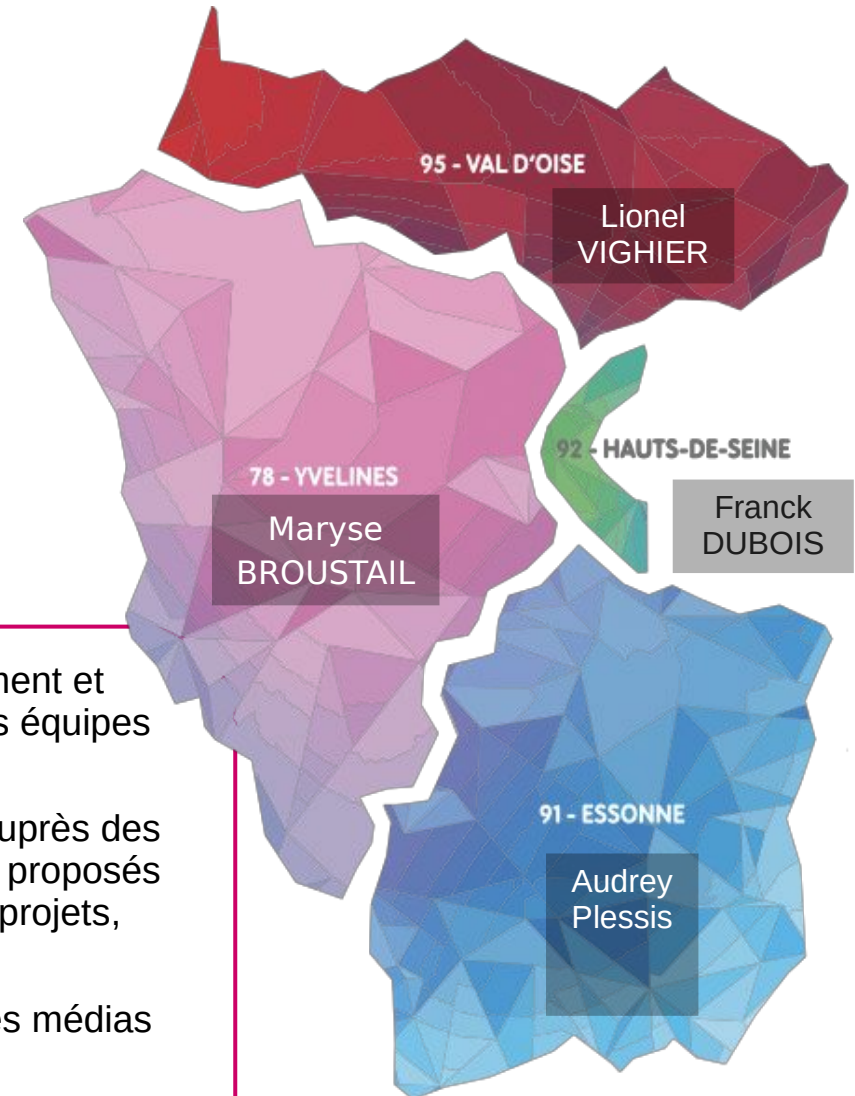 95 - VAL D'OISE
Lionel
VIGHIER
92 - HAUTS-DE-SEINE
Franck
DUBOIS
78 - YVELINES
Maryse
BROUSTAIL
ment et
s équipes
uprès des
proposés
projets,
es médias
91 - ESSONNE
Audrey
Plessis